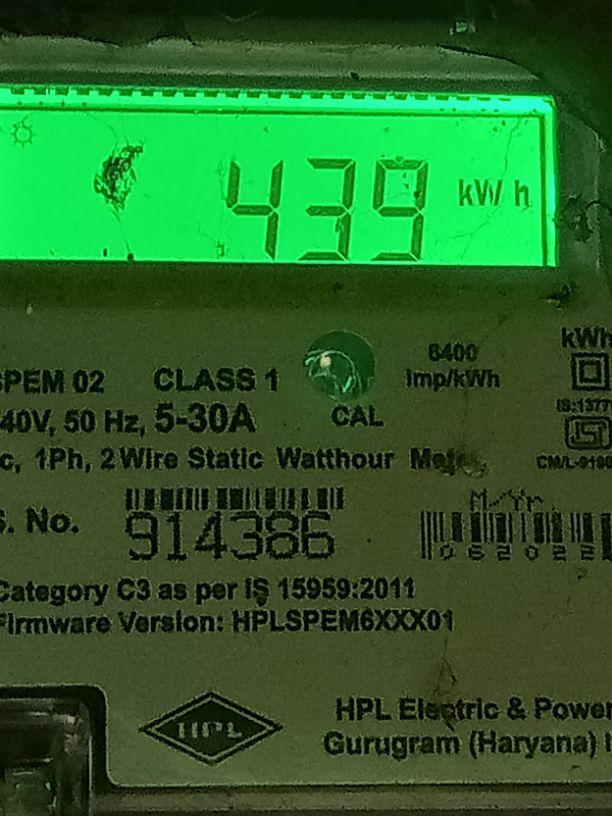 439 kWh
6400
Imp/kWh
kWh
SPEM 02 CLASS 1
CAL
40V, 50 Hz, 5-30A
c, 1Ph, 2 Wire Static Watthour Meter
S. No.
914386
M/Yr.
062022
Category C3 as per IS 15959:2011
Firmware Version: HPLSPEM6XXX01
HPL
HPL Electric & Power
Gurugram (Haryana)